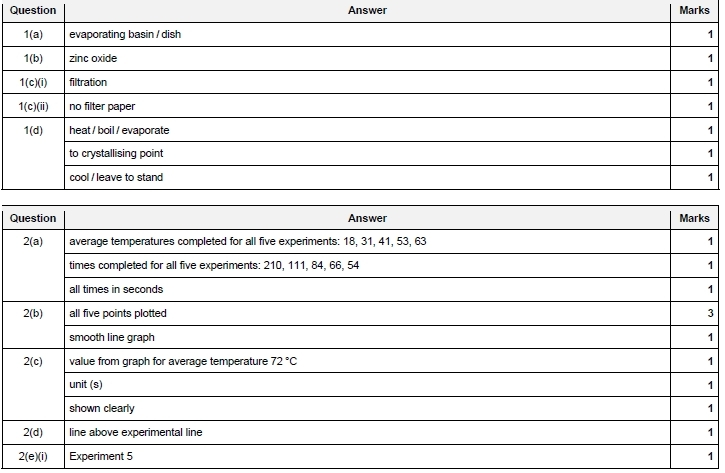 Question Answer Marks
1(a) evaporating basin / dish 1
1(b) zinc oxide 1
1(c)(i) filtration 1
1(c)(ii) no filter paper 1
1(d) heat / boil / evaporate 1
to crystallising point 1
cool / leave to stand 1
Question Answer Marks
2(a) average temperatures completed for all five experiments: 18, 31, 41, 53, 63 1
times completed for all five experiments: 210, 111, 84, 66, 54 1
all times in seconds 1
2(b) all five points plotted 3
smooth line graph 1
2(c) value from graph for average temperature 72 °C 1
unit (s) 1
shown clearly 1
2(d) line above experimental line 1
2(e)(i) Experiment 5 1